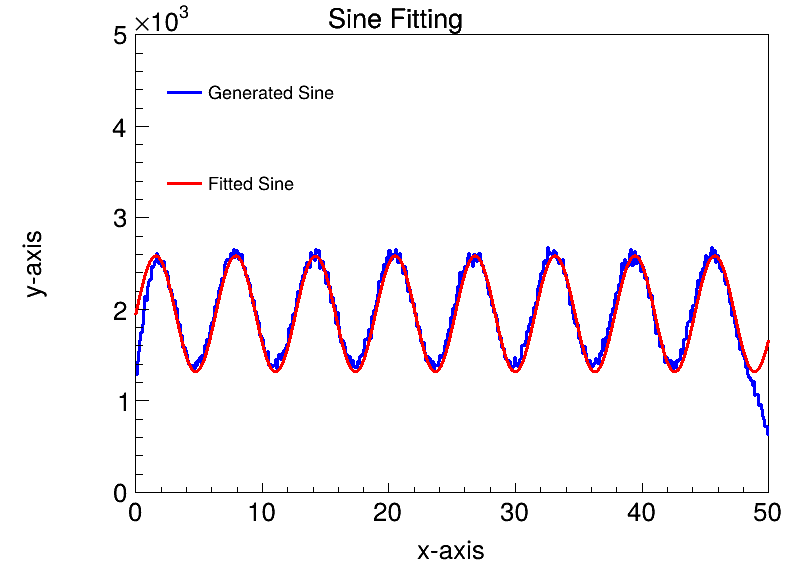 Sine Fitting
×10³
5
4
3
2
1
0
Generated Sine
Fitted Sine
y-axis
0 10 20 30 40 50
x-axis